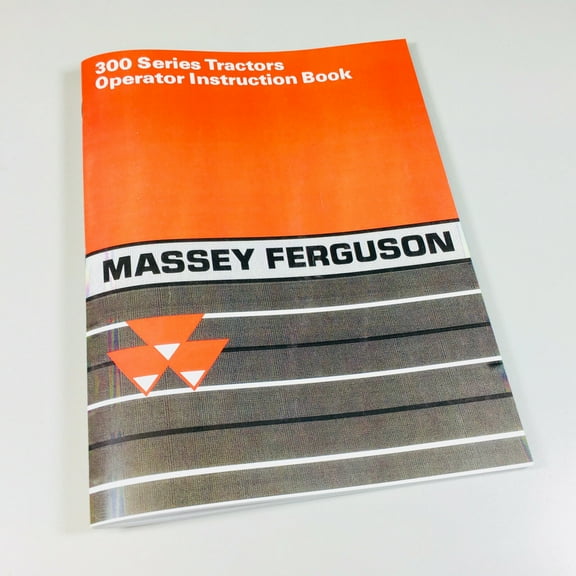 300 Series Tractors
Operator Instruction Book
MASSEY FERGUSON